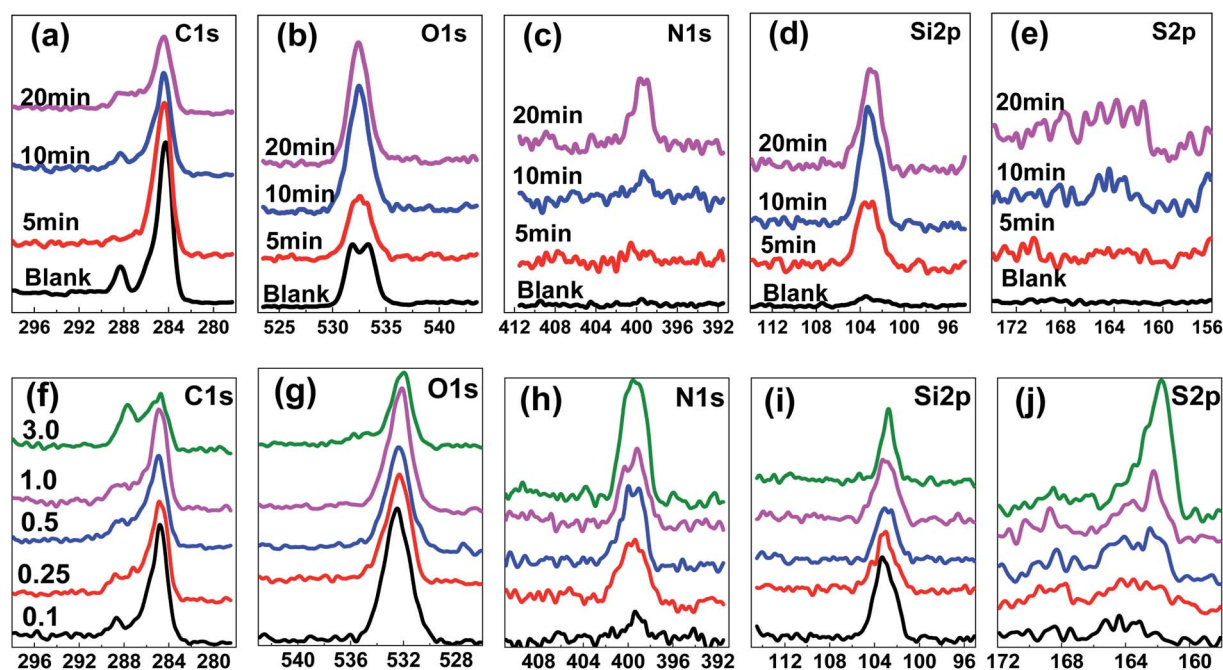 (a) C1s
20min
10min
5min
Blank
296 292 288 284 280
(b) O1s
20min
10min
5min
Blank
525 530 535 540
(c) N1s
20min
10min
5min
Blank
411 408 404 400 396 392
(d) Si2p
20min
10min
5min
Blank
112 108 104 100 96
(e) S2p
20min
10min
5min
Blank
172 168 164 160 156
(f) C1s
3.0
1.0
0.5
0.25
0.1
296 292 288 284 280
(g) O1s
540 536 532 528
(h) N1s
408 404 400 396 392
(i) Si2p
112 108 104 100 96
(j) S2p
172 168 164 160